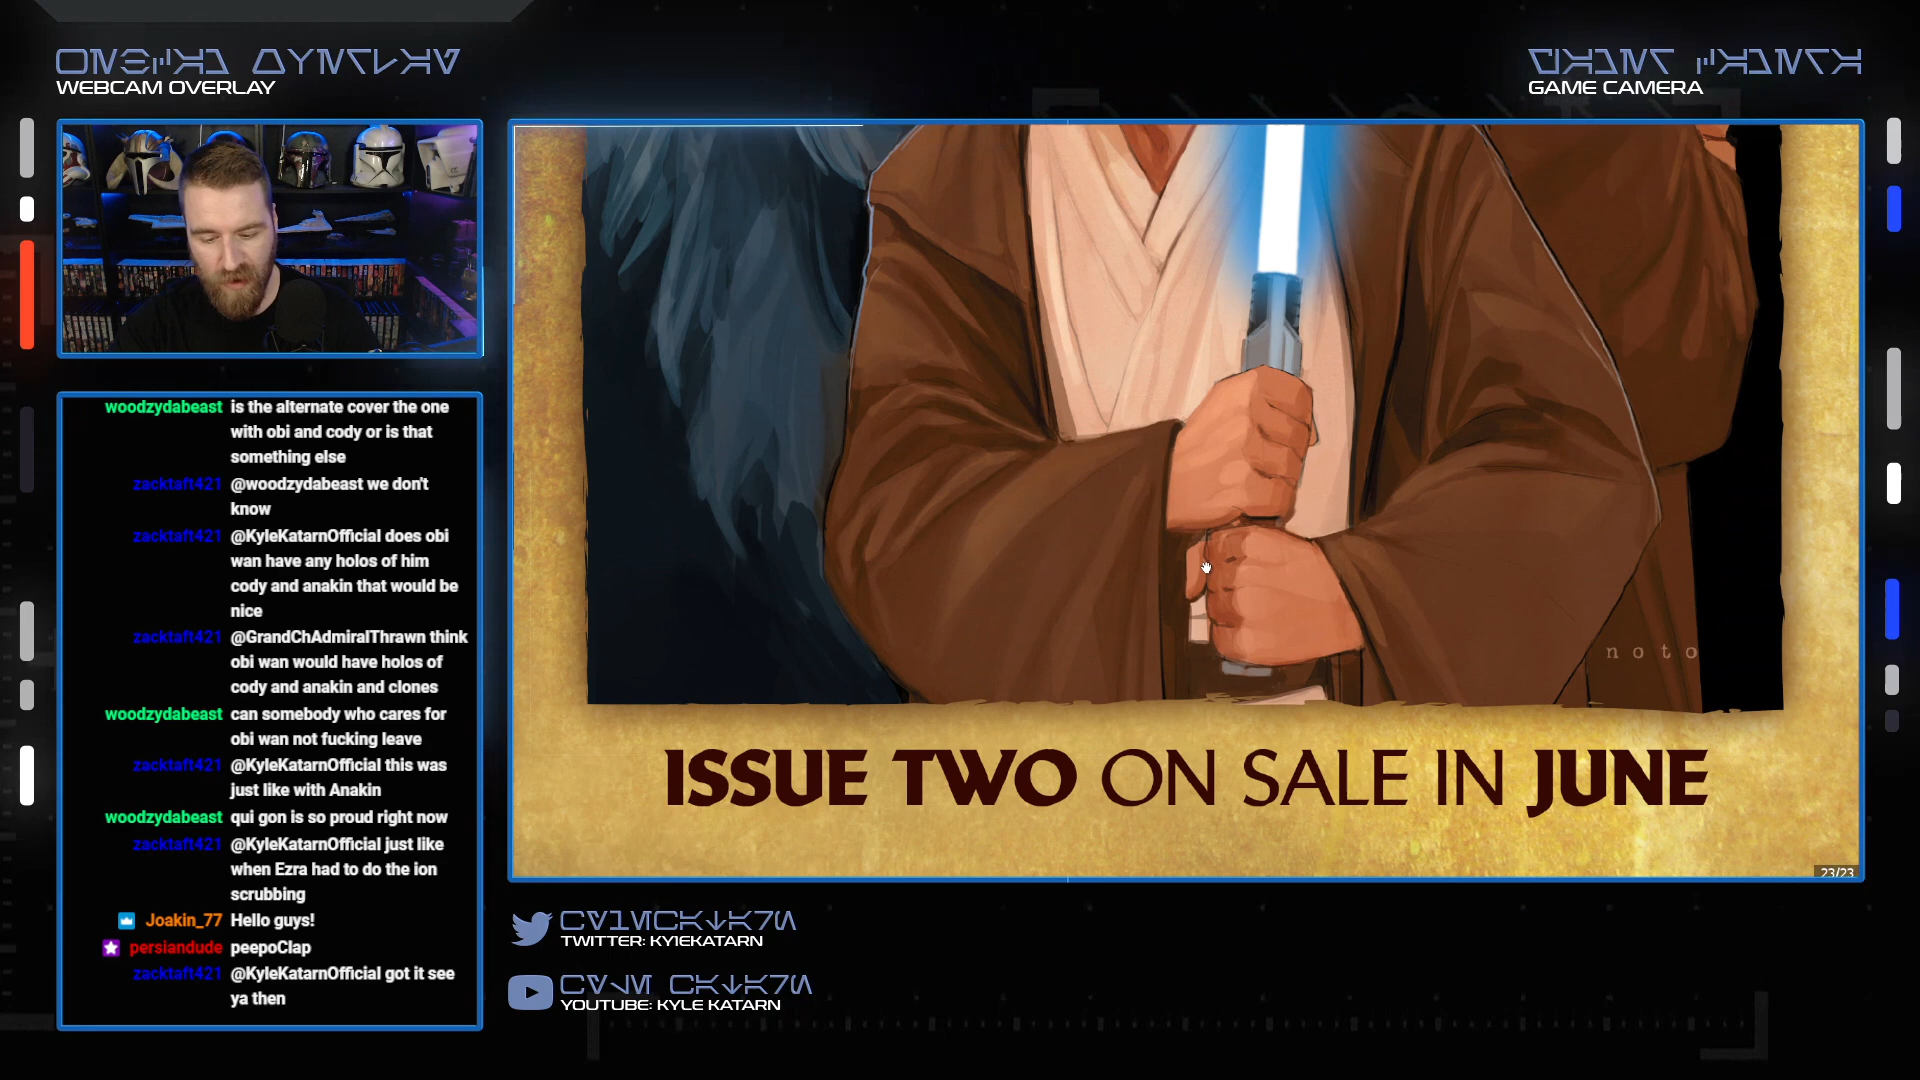 WEBCAM OVERLAY
GAME CAMERA
woodzydabeast is the alternate cover the one
with obi and cody or is that
something else
zacktaft421 @woodzydabeast we don't
know
zacktaft421 @KyleKatarnOfficial does obi
wan have any holos of him
cody and anakin that would be
nice
zacktaft421 @GrandChAdmiralThrawn think
obi wan would have holos of
cody and anakin and clones
woodzydabeast can somebody who cares for
obi wan not fucking leave
zacktaft421 @KyleKatarnOfficial this was
just like with Anakin
woodzydabeast qui gon is so proud right now
zacktaft421 @KyleKatarnOfficial just like
when Ezra had to do the ion
scrubbing
Joakin_77 Hello guys!
persiandude peepoClap
zacktaft421 @KyleKatarnOfficial got it see
ya then
noto
ISSUE TWO ON SALE IN JUNE
23/23
TWITTER: KY1EKATARN
YOUTUBE: KYLE KATARN